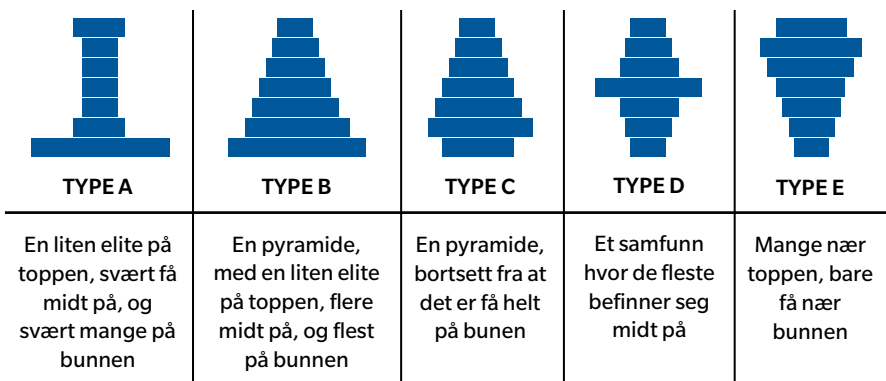 TYPE A
TYPE B
TYPE C
TYPE D
TYPE E
En liten elite på
toppen, svært få
midt på, og
svært mange på
bunnen
En pyramide,
med en liten elite
på toppen, flere
midt på, og flest
på bunnen
En pyramide,
bortsett fra at
det er få helt
på bunen
Et samfunn
hvor de fleste
befinner seg
midt på
Mange nær
toppen, bare
få nær
bunnen